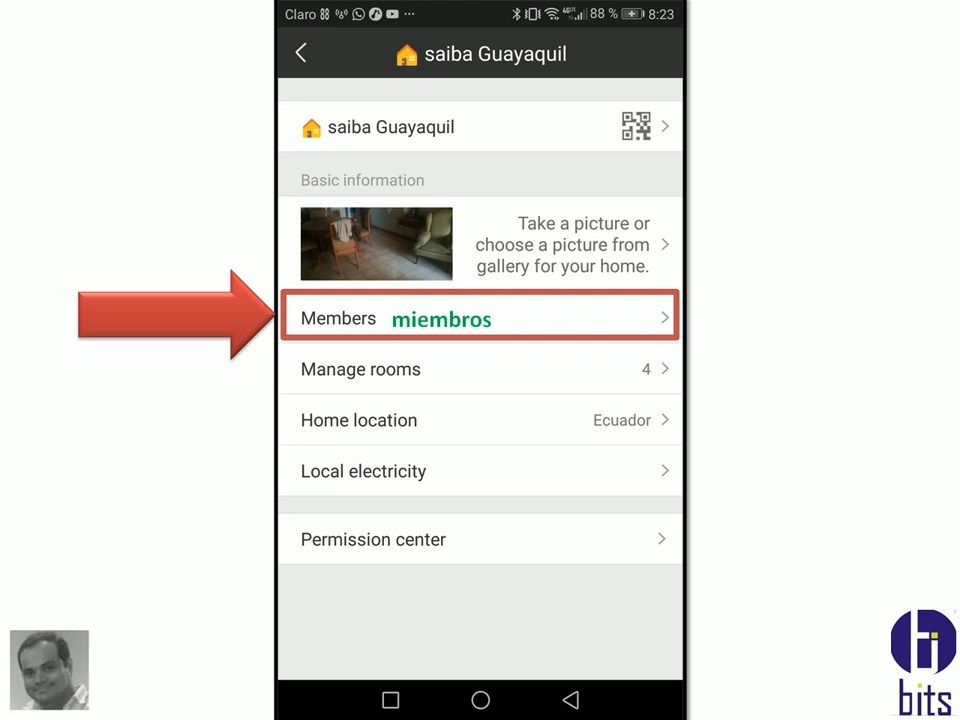 Claro 88 % 8:23
saiba Guayaquil
saiba Guayaquil
Basic information
Take a picture or
choose a picture from
gallery for your home.
Members miembros
Manage rooms 4
Home location Ecuador
Local electricity
Permission center
bits